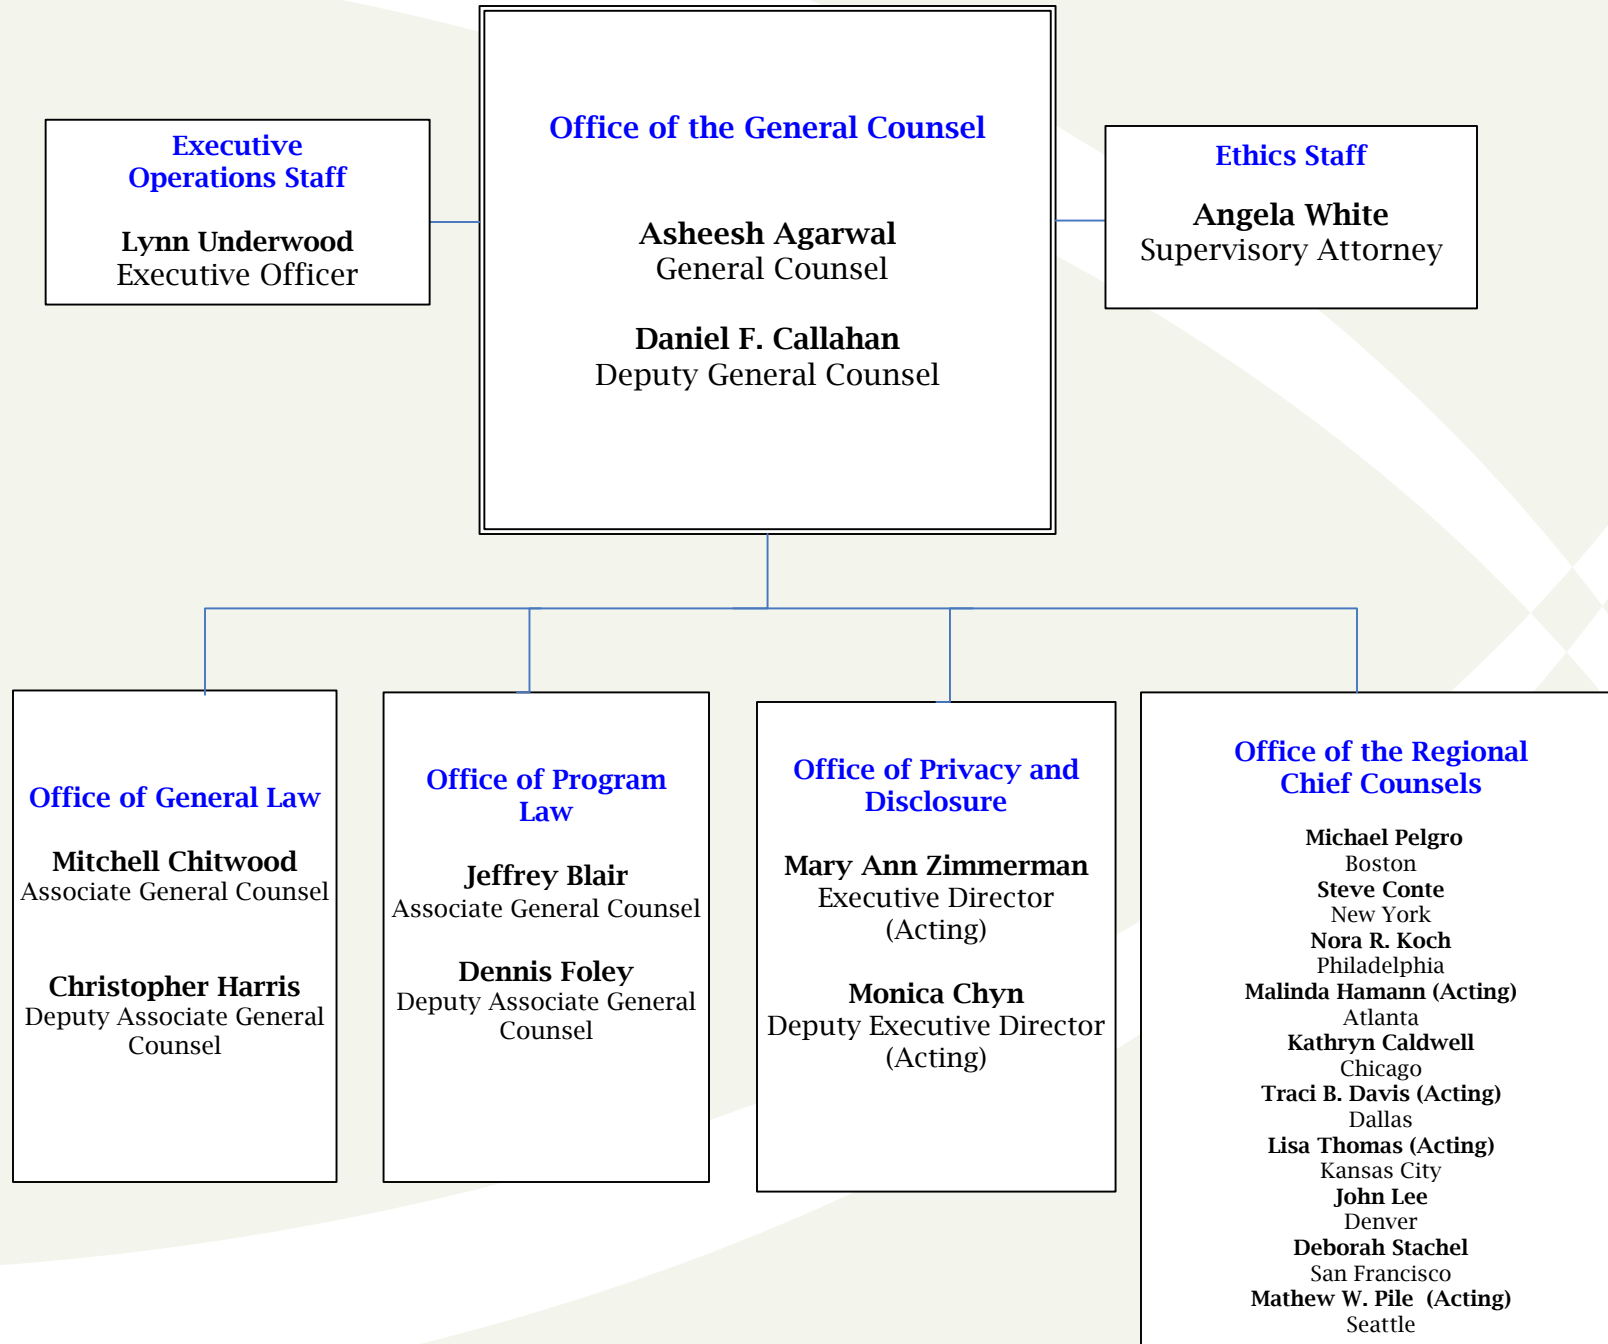 Office of the General Counsel
Asheesh Agarwal
General Counsel
Daniel F. Callahan
Deputy General Counsel
Executive
Operations Staff
Lynn Underwood
Executive Officer
Ethics Staff
Angela White
Supervisory Attorney
Office of General Law
Mitchell Chitwood
Associate General Counsel
Christopher Harris
Deputy Associate General
Counsel
Office of Program
Law
Jeffrey Blair
Associate General Counsel
Dennis Foley
Deputy Associate General
Counsel
Office of Privacy and
Disclosure
Mary Ann Zimmerman
Executive Director
(Acting)
Monica Chyn
Deputy Executive Director
(Acting)
Office of the Regional
Chief Counsels
Michael Pelgro
Boston
Steve Conte
New York
Nora R. Koch
Philadelphia
Malinda Hamann (Acting)
Atlanta
Kathryn Caldwell
Chicago
Traci B. Davis (Acting)
Dallas
Lisa Thomas (Acting)
Kansas City
John Lee
Denver
Deborah Stachel
San Francisco
Mathew W. Pile  (Acting)
Seattle